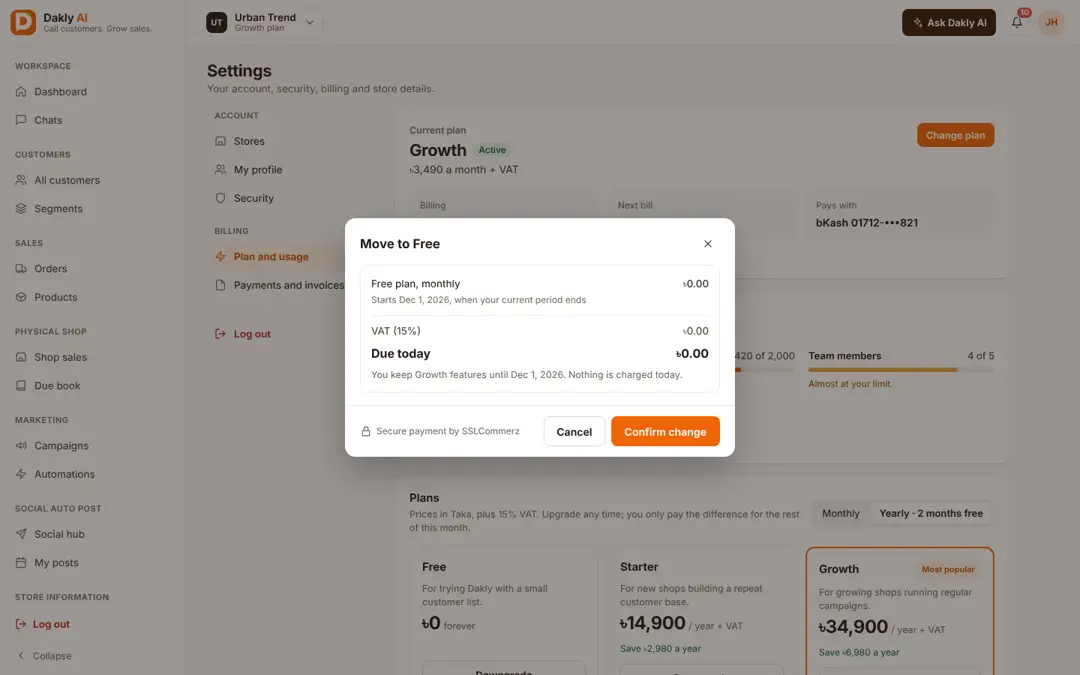 Dakly AI
Call customers. Grow sales.
UT
Urban Trend
Growth plan
Ask Dakly AI
10
JH
WORKSPACE
Dashboard
Chats
CUSTOMERS
All customers
Segments
SALES
Orders
Products
PHYSICAL SHOP
Shop sales
Due book
MARKETING
Campaigns
Automations
SOCIAL AUTO POST
Social hub
My posts
STORE INFORMATION
Log out
Collapse
Settings
Your account, security, billing and store details.
ACCOUNT
Stores
My profile
Security
BILLING
Plan and usage
Payments and invoices
Log out
Current plan
Growth Active
৳3,490 a month + VAT
Change plan
Billing
Next bill
Pays with
bKash 01712-•••821
Move to Free
Free plan, monthly ৳0.00
Starts Dec 1, 2026, when your current period ends
VAT (15%) ৳0.00
Due today ৳0.00
You keep Growth features until Dec 1, 2026. Nothing is charged today.
Secure payment by SSLCommerz
Cancel
Confirm change
420 of 2,000
Team members 4 of 5
Almost at your limit.
Plans
Prices in Taka, plus 15% VAT. Upgrade any time; you only pay the difference for the rest
of this month.
Monthly
Yearly · 2 months free
Free
For trying Dakly with a small
customer list.
৳0 forever
Downgrade
Starter
For new shops building a repeat
customer base.
৳14,900 / year + VAT
Save ৳2,980 a year
Growth Most popular
For growing shops running regular
campaigns.
৳34,900 / year + VAT
Save ৳6,980 a year